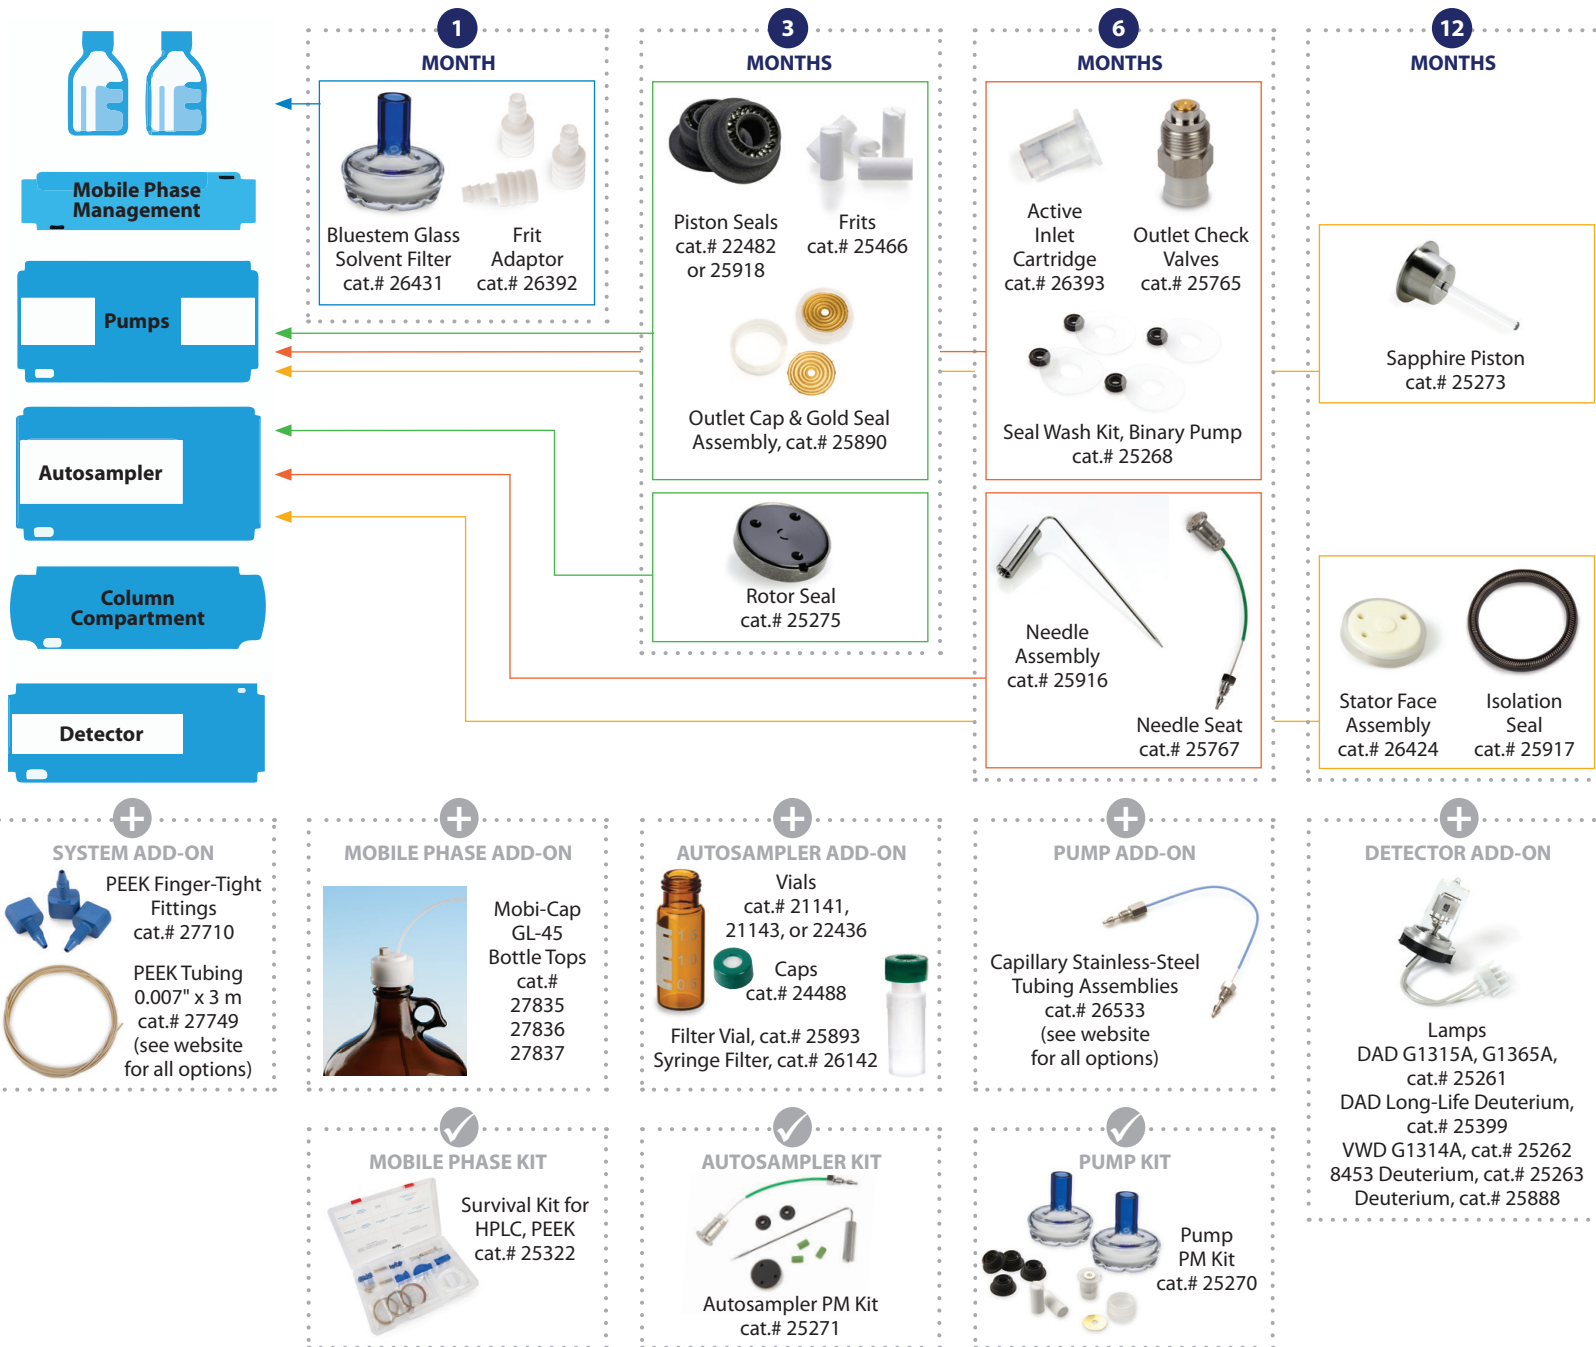 1
MONTH
3
MONTHS
6
MONTHS
12
MONTHS
Mobile Phase
Management
Pumps
Autosampler
Column
Compartment
Detector
Bluestem Glass
Solvent Filter
cat.# 26431
Frit
Adaptor
cat.# 26392
Piston Seals
cat.# 22482
or 25918
Frits
cat.# 25466
Outlet Cap & Gold Seal
Assembly, cat.# 25890
Rotor Seal
cat.# 25275
Active
Inlet
Cartridge
cat.# 26393
Outlet Check
Valves
cat.# 25765
Seal Wash Kit, Binary Pump
cat.# 25268
Needle
Assembly
cat.# 25916
Needle Seat
cat.# 25767
Sapphire Piston
cat.# 25273
Stator Face
Assembly
cat.# 26424
Isolation
Seal
cat.# 25917
SYSTEM ADD-ON
PEEK Finger-Tight
Fittings
cat.# 27710
PEEK Tubing
0.007" x 3 m
cat.# 27749
(see website
for all options)
MOBILE PHASE ADD-ON
Mobi-Cap
GL-45
Bottle Tops
cat.#
27835
27836
27837
AUTOSAMPLER ADD-ON
Vials
cat.# 21141,
21143, or 22436
1 5
1 0
0 5
Caps
cat.# 24488
Filter Vial, cat.# 25893
Syringe Filter, cat.# 26142
PUMP ADD-ON
Capillary Stainless-Steel
Tubing Assemblies
cat.# 26533
(see website
for all options)
DETECTOR ADD-ON
Lamps
DAD G1315A, G1365A,
cat.# 25261
DAD Long-Life Deuterium,
cat.# 25399
VWD G1314A, cat.# 25262
8453 Deuterium, cat.# 25263
Deuterium, cat.# 25888
MOBILE PHASE KIT
Survival Kit for
HPLC, PEEK
cat.# 25322
AUTOSAMPLER KIT
Autosampler PM Kit
cat.# 25271
PUMP KIT
Pump
PM Kit
cat.# 25270